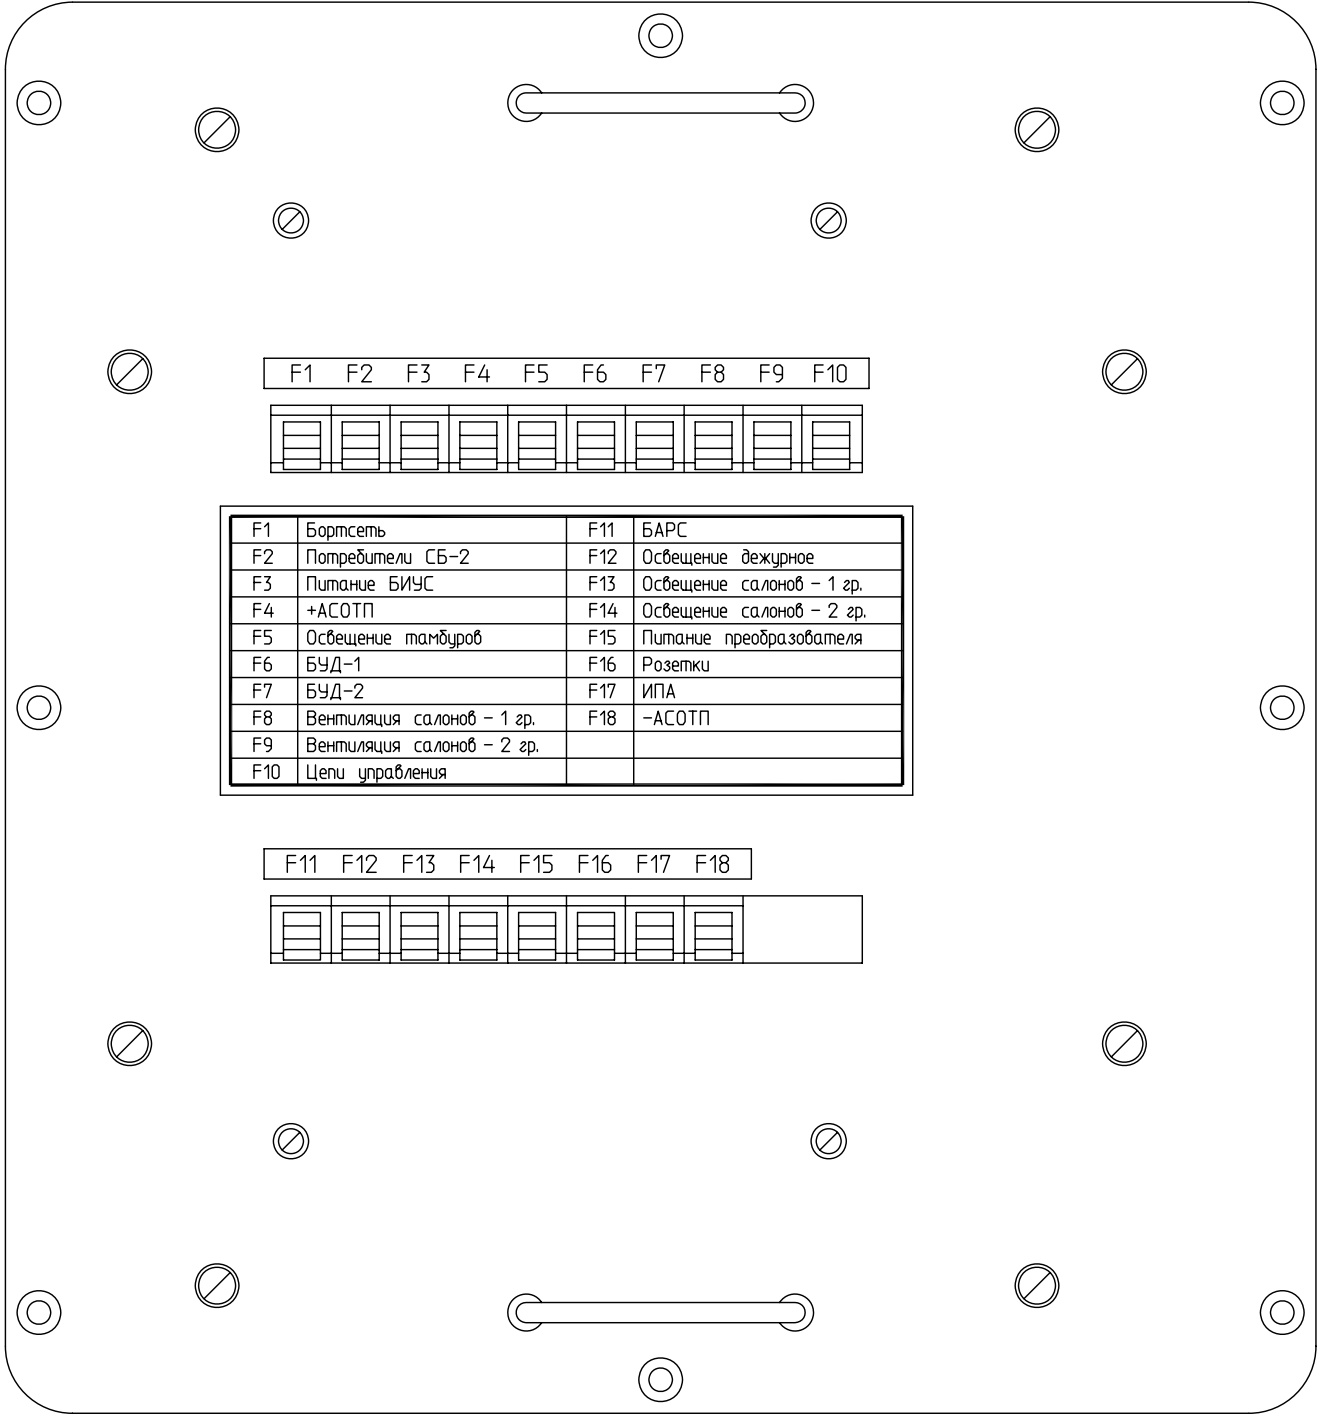 F1 F2 F3 F4 F5 F6 F7 F8 F9 F10
F1 Бортсеть F11 БАРС
F2 Потребители СБ-2 F12 Освещение дежурное
F3 Питание БИУС F13 Освещение салонов - 1 гр.
F4 +АСОТП F14 Освещение салонов - 2 гр.
F5 Освещение тамбуров F15 Питание преобразователя
F6 БУД-1 F16 Розетки
F7 БУД-2 F17 ИПА
F8 Вентиляция салонов - 1 гр. F18 -АСОТП
F9 Вентиляция салонов - 2 гр.
F10 Цепи управления
F11 F12 F13 F14 F15 F16 F17 F18